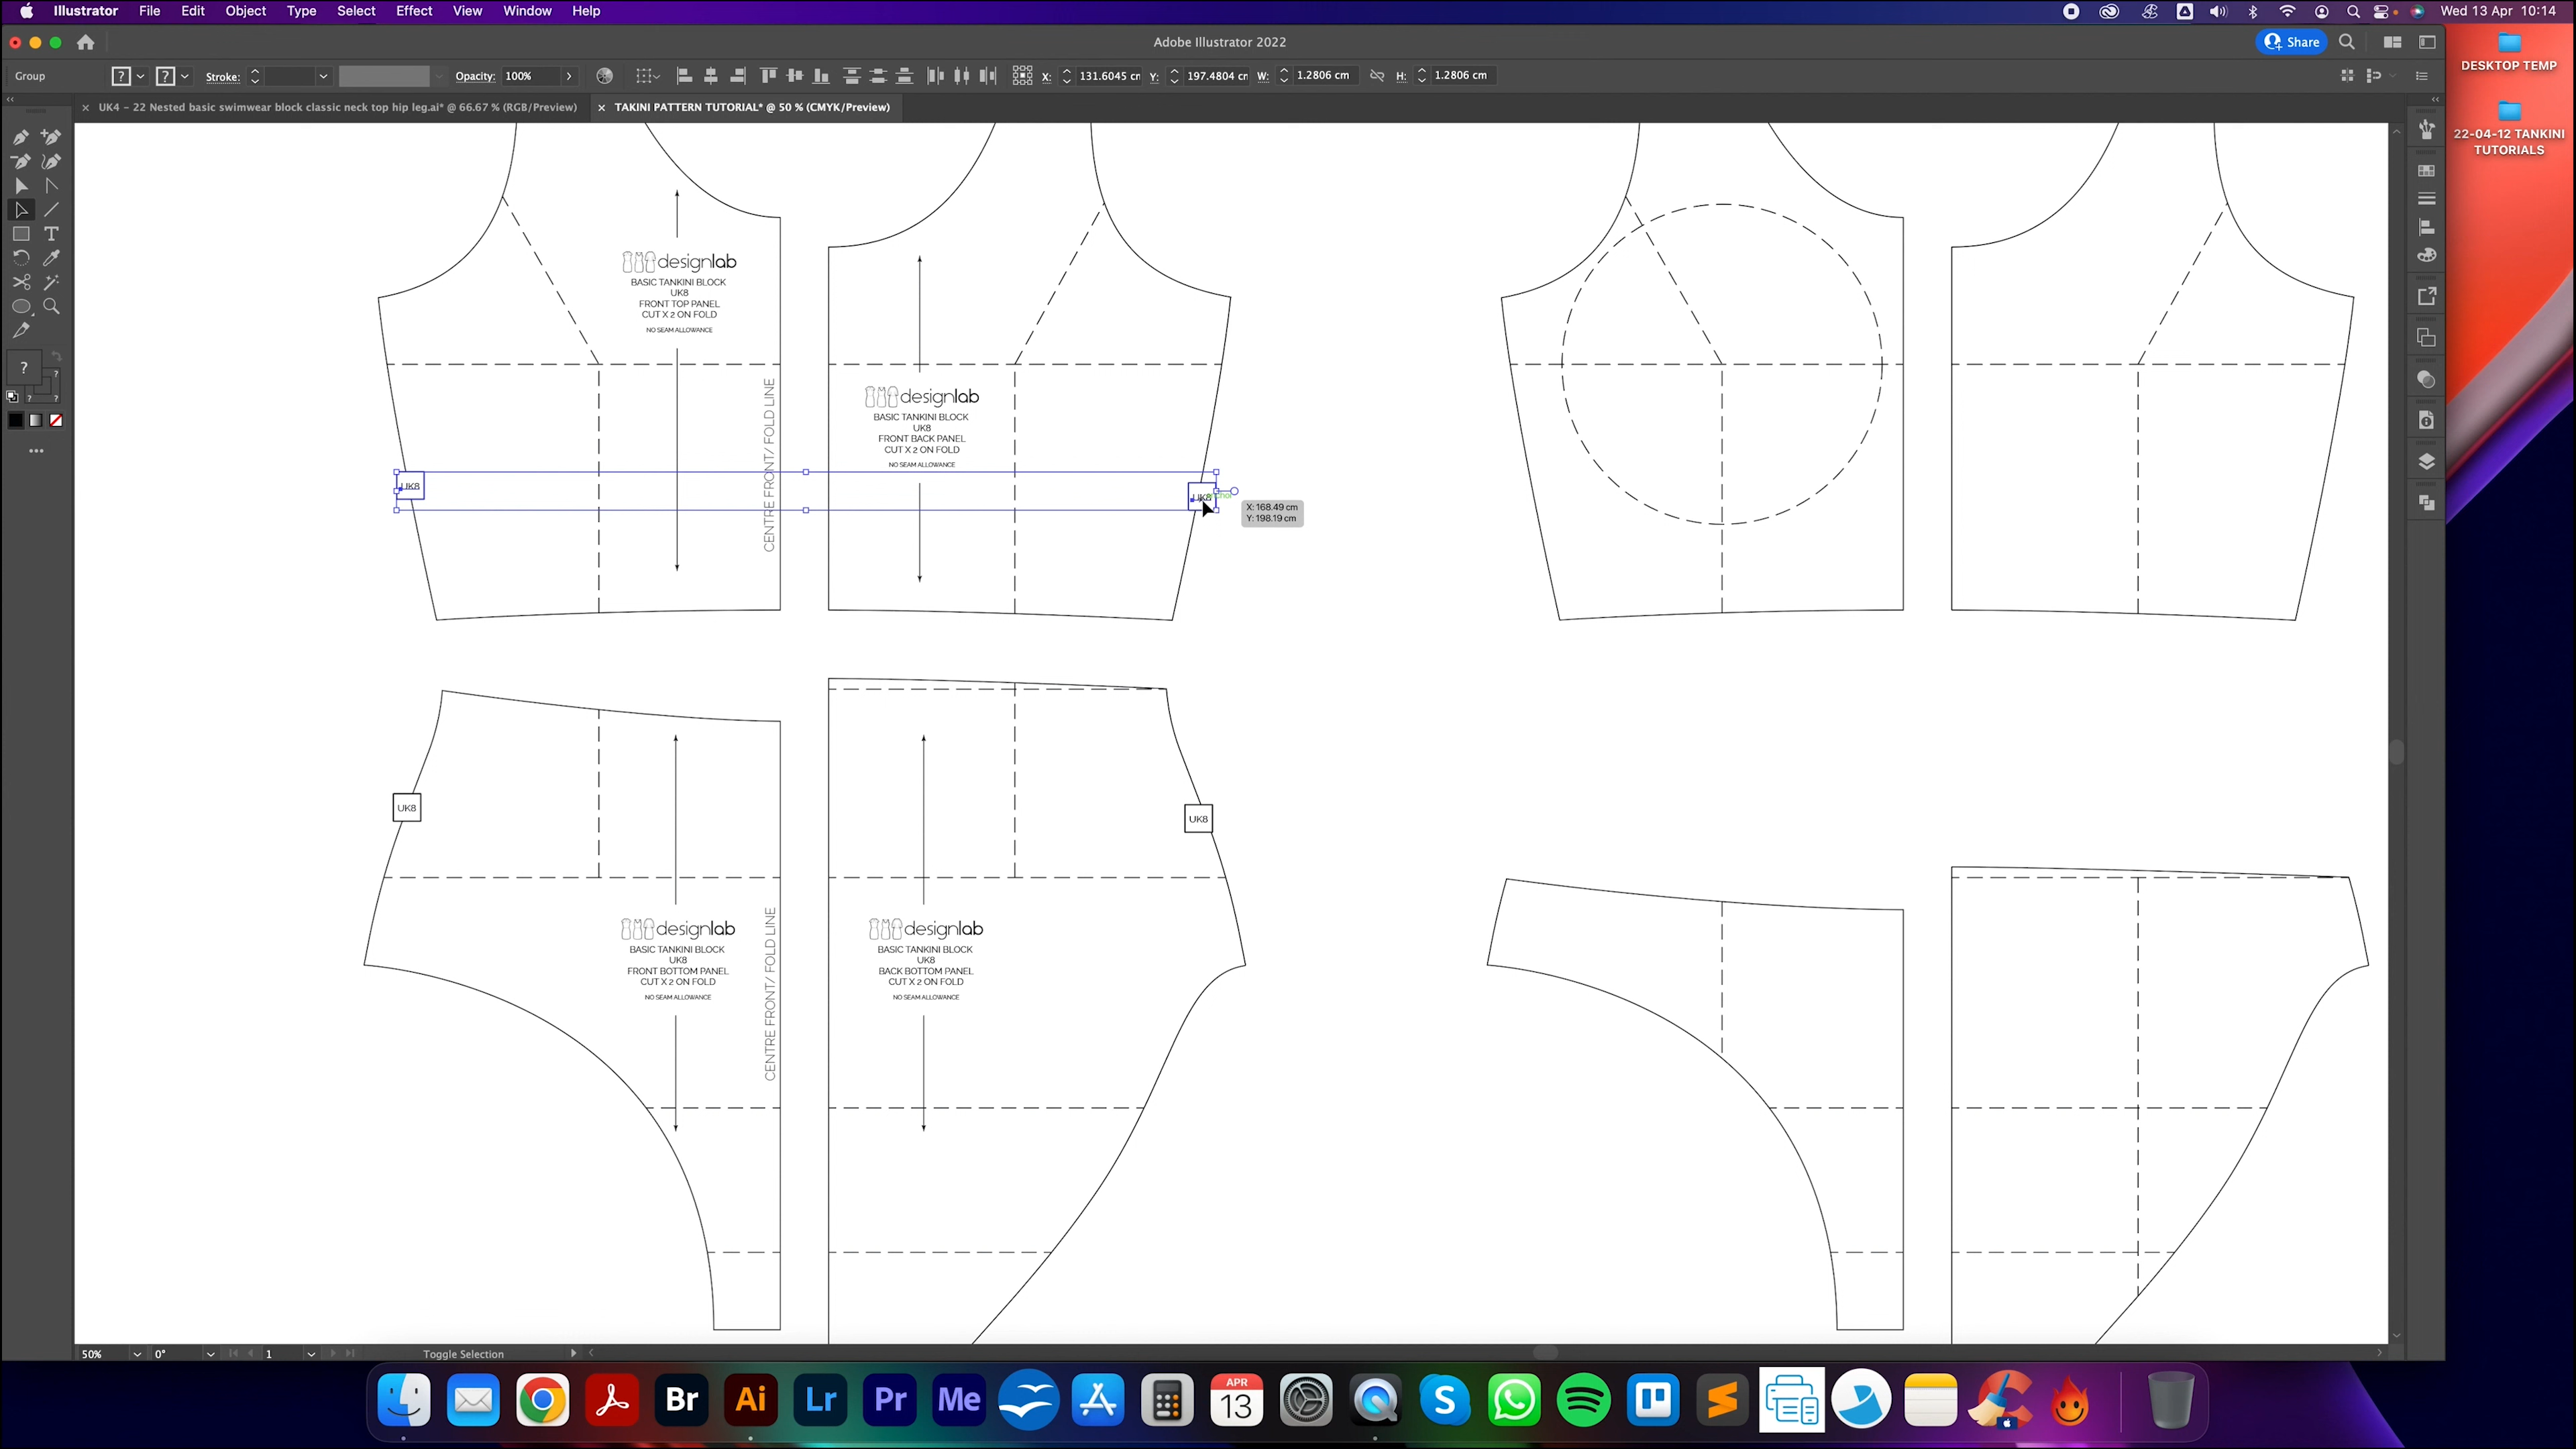 Illustrator File Edit Object Type Select Effect View Window Help
Wed 13 Apr 10:14
Adobe Illustrator 2022
Share
Group
Stroke:
Opacity: 100%
X: 131.6045 cm
Y: 197.4804 cm
W: 1.2806 cm
H: 1.2806 cm
UK4 - 22 Nested basic swimwear block classic neck top hip leg.ai* @ 66.67 % (RGB/Preview)
TAKINI PATTERN TUTORIAL* @ 50 % (CMYK/Preview)
DESKTOP TEMP
22-04-12 TANKINI
TUTORIALS
designlab
BASIC TANKINI BLOCK
UK8
FRONT TOP PANEL
CUT X 2 ON FOLD
NO SEAM ALLOWANCE
CENTRE FRONT/ FOLD LINE
designlab
BASIC TANKINI BLOCK
UK8
FRONT BACK PANEL
CUT X 2 ON FOLD
NO SEAM ALLOWANCE
UK8
UK8
X: 168.49 cm
Y: 198.19 cm
UK8
UK8
designlab
BASIC TANKINI BLOCK
UK8
FRONT BOTTOM PANEL
CUT X 2 ON FOLD
NO SEAM ALLOWANCE
CENTRE FRONT/ FOLD LINE
designlab
BASIC TANKINI BLOCK
UK8
BACK BOTTOM PANEL
CUT X 2 ON FOLD
NO SEAM ALLOWANCE
50%
0°
1
Toggle Selection
Br
Ai
Lr
Pr
Me
APR
13
S